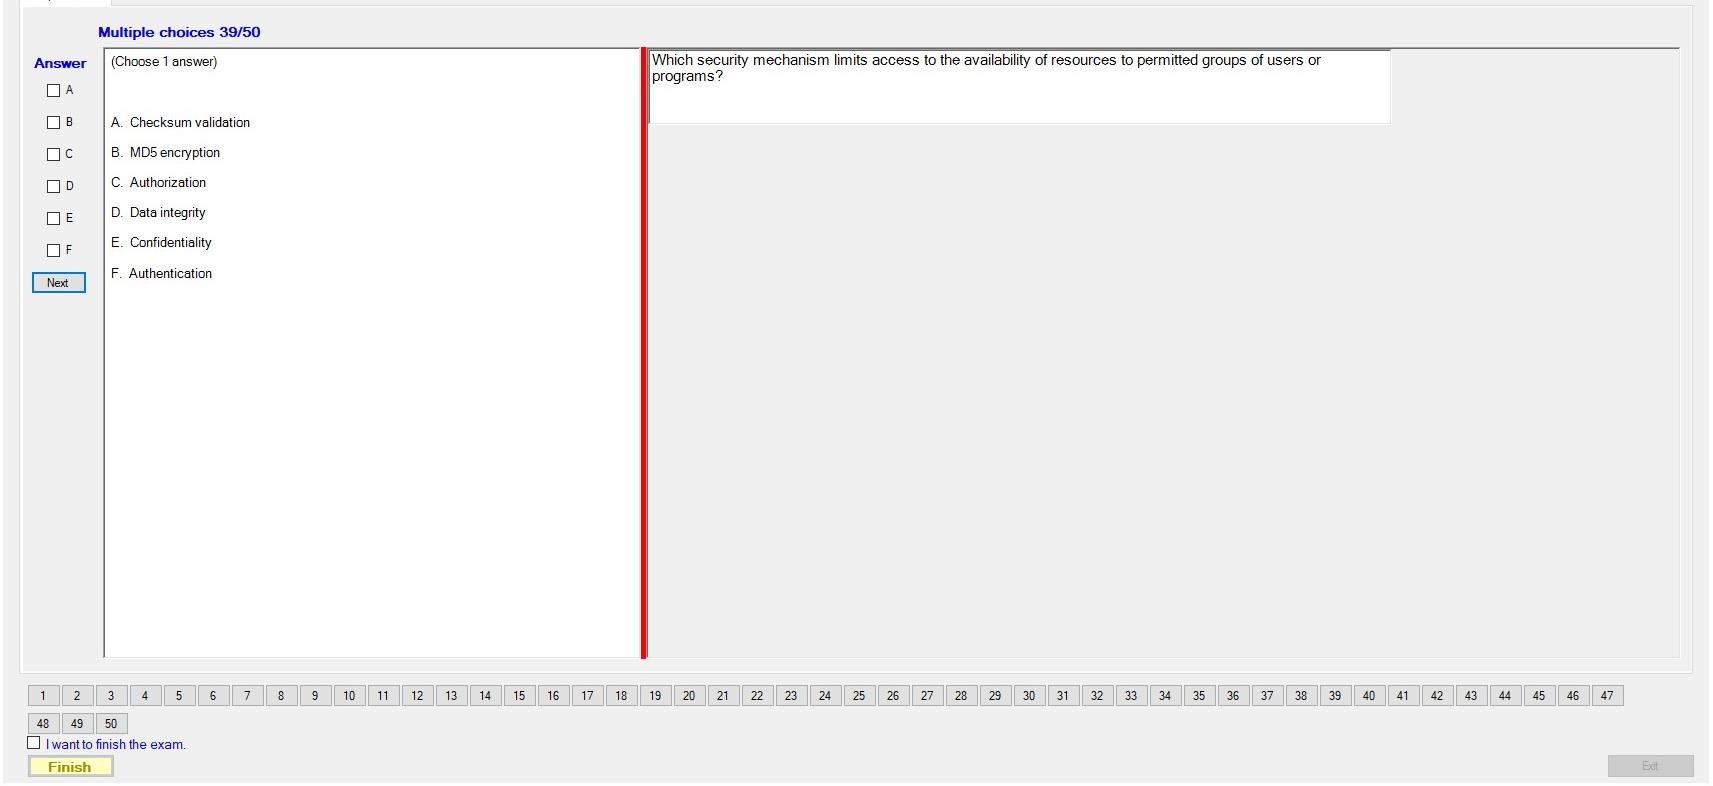 Multiple choices 39/50
Answer
A
B
C
D
E
F
Next
(Choose 1 answer)
A. Checksum validation
B. MD5 encryption
C. Authorization
D. Data integrity
E. Confidentiality
F. Authentication
Which security mechanism limits access to the availability of resources to permitted groups of users or
programs?
1 2 3 4 5 6 7 8 9 10 11 12 13 14 15 16 17 18 19 20 21 22 23 24 25 26 27 28 29 30 31 32 33 34 35 36 37 38 39 40 41 42 43 44 45 46 47
48 49 50
I want to finish the exam.
Finish
Exit